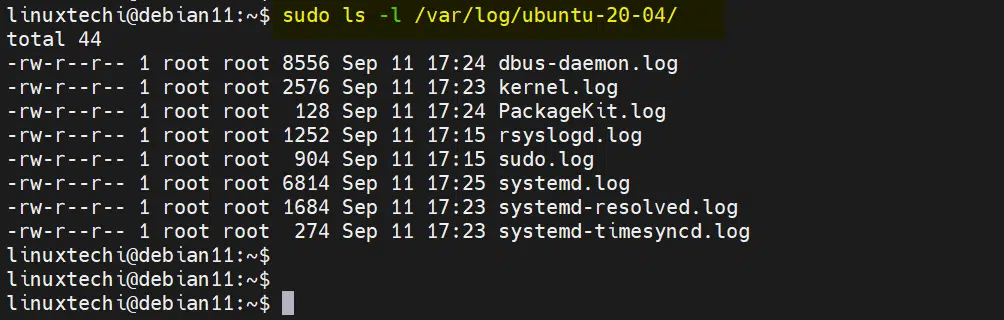 linuxtechi@debian11:~$ sudo ls -l /var/log/ubuntu-20-04/
total 44
-rw-r--r-- 1 root root 8556 Sep 11 17:24 dbus-daemon.log
-rw-r--r-- 1 root root 2576 Sep 11 17:23 kernel.log
-rw-r--r-- 1 root root  128 Sep 11 17:24 PackageKit.log
-rw-r--r-- 1 root root 1252 Sep 11 17:15 rsyslogd.log
-rw-r--r-- 1 root root  904 Sep 11 17:15 sudo.log
-rw-r--r-- 1 root root 6814 Sep 11 17:25 systemd.log
-rw-r--r-- 1 root root 1684 Sep 11 17:23 systemd-resolved.log
-rw-r--r-- 1 root root  274 Sep 11 17:23 systemd-timesyncd.log
linuxtechi@debian11:~$
linuxtechi@debian11:~$
linuxtechi@debian11:~$